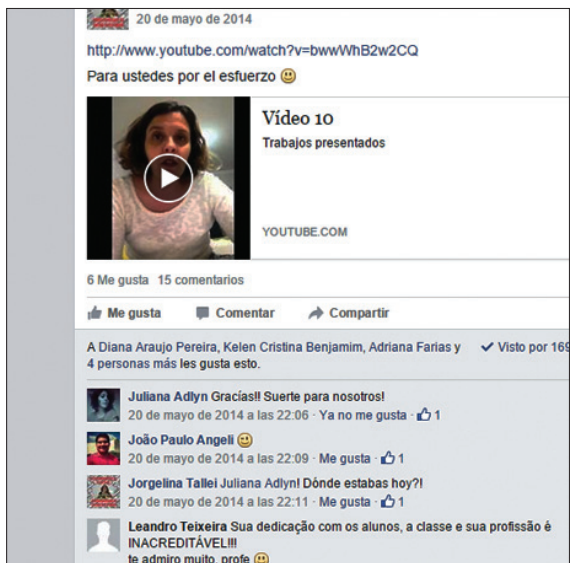 20 de mayo de 2014
http://www.youtube.com/watch?v=bwwWhB2w2CQ
Para ustedes por el esfuerzo
Vídeo 10
Trabajos presentados
YOUTUBE.COM
6 Me gusta 15 comentarios
Me gusta Comentar Compartir
A Diana Araujo Pereira, Kelen Cristina Benjamim, Adriana Farias y
4 personas más les gusta esto.
Visto por 169
Juliana Adlyn Gracías!! Suerte para nosotros!
20 de mayo de 2014 a las 22:06 · Ya no me gusta · 1
João Paulo Angeli
20 de mayo de 2014 a las 22:09 · Me gusta · 1
Jorgelina Tallei Juliana Adlyn! Dónde estabas hoy?!
20 de mayo de 2014 a las 22:11 · Me gusta · 1
Leandro Teixeira Sua dedicação com os alunos, a classe e sua profissão é
INACREDITÁVEL!!!
te admiro muito, profe